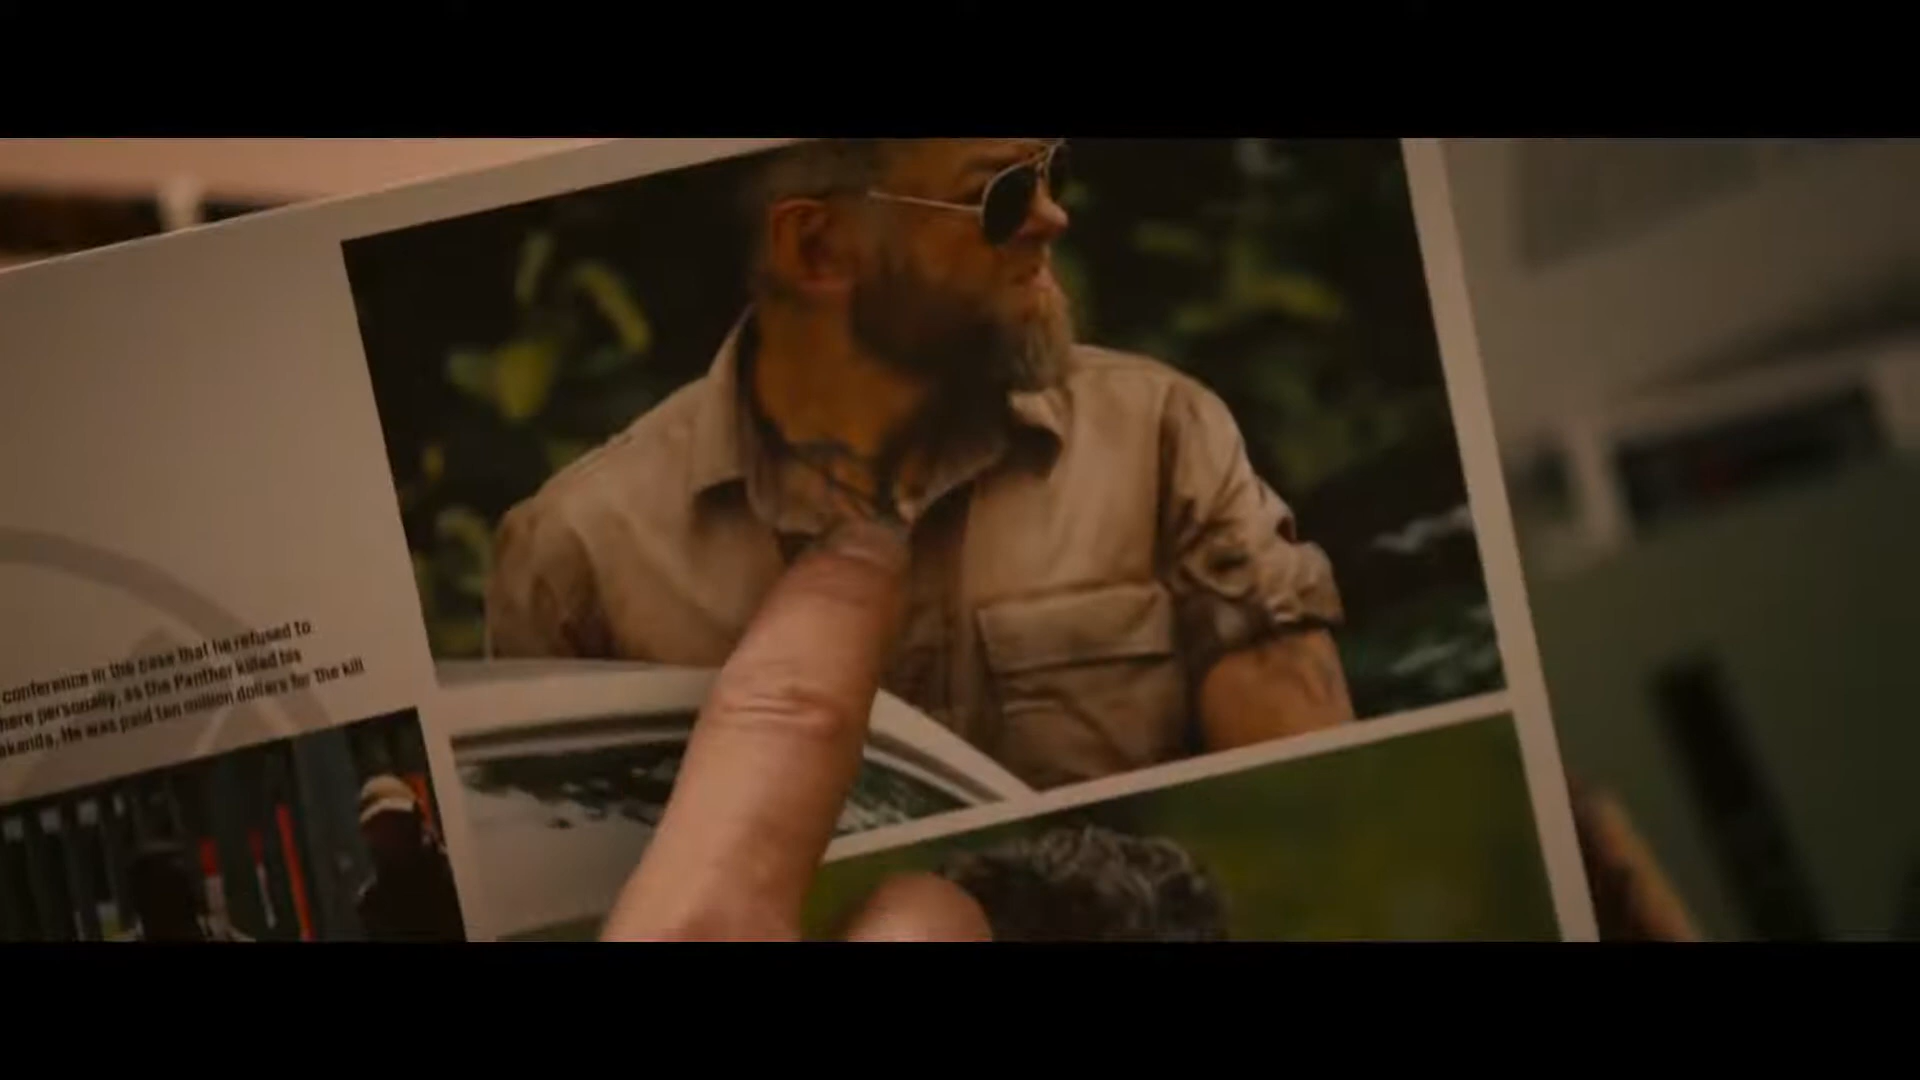 conference in the case that he refused to
here personally, as the Panther killed his
akanda. He was paid ten million dollars for the kill